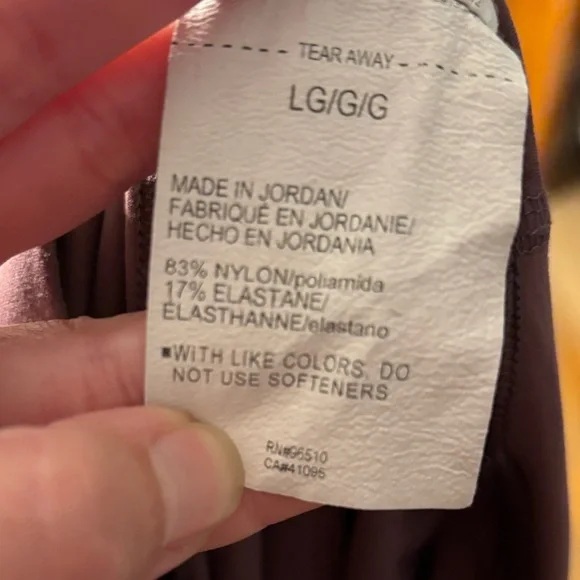 TEAR AWAY
LG/G/G
MADE IN JORDAN/
FABRIQUÉ EN JORDANIE/
HECHO EN JORDANIA
83% NYLON/poliamida
17% ELASTANE/
ELASTHANNE/elastano
■WITH LIKE COLORS, DO
NOT USE SOFTENERS
RN#96510
CA#41095